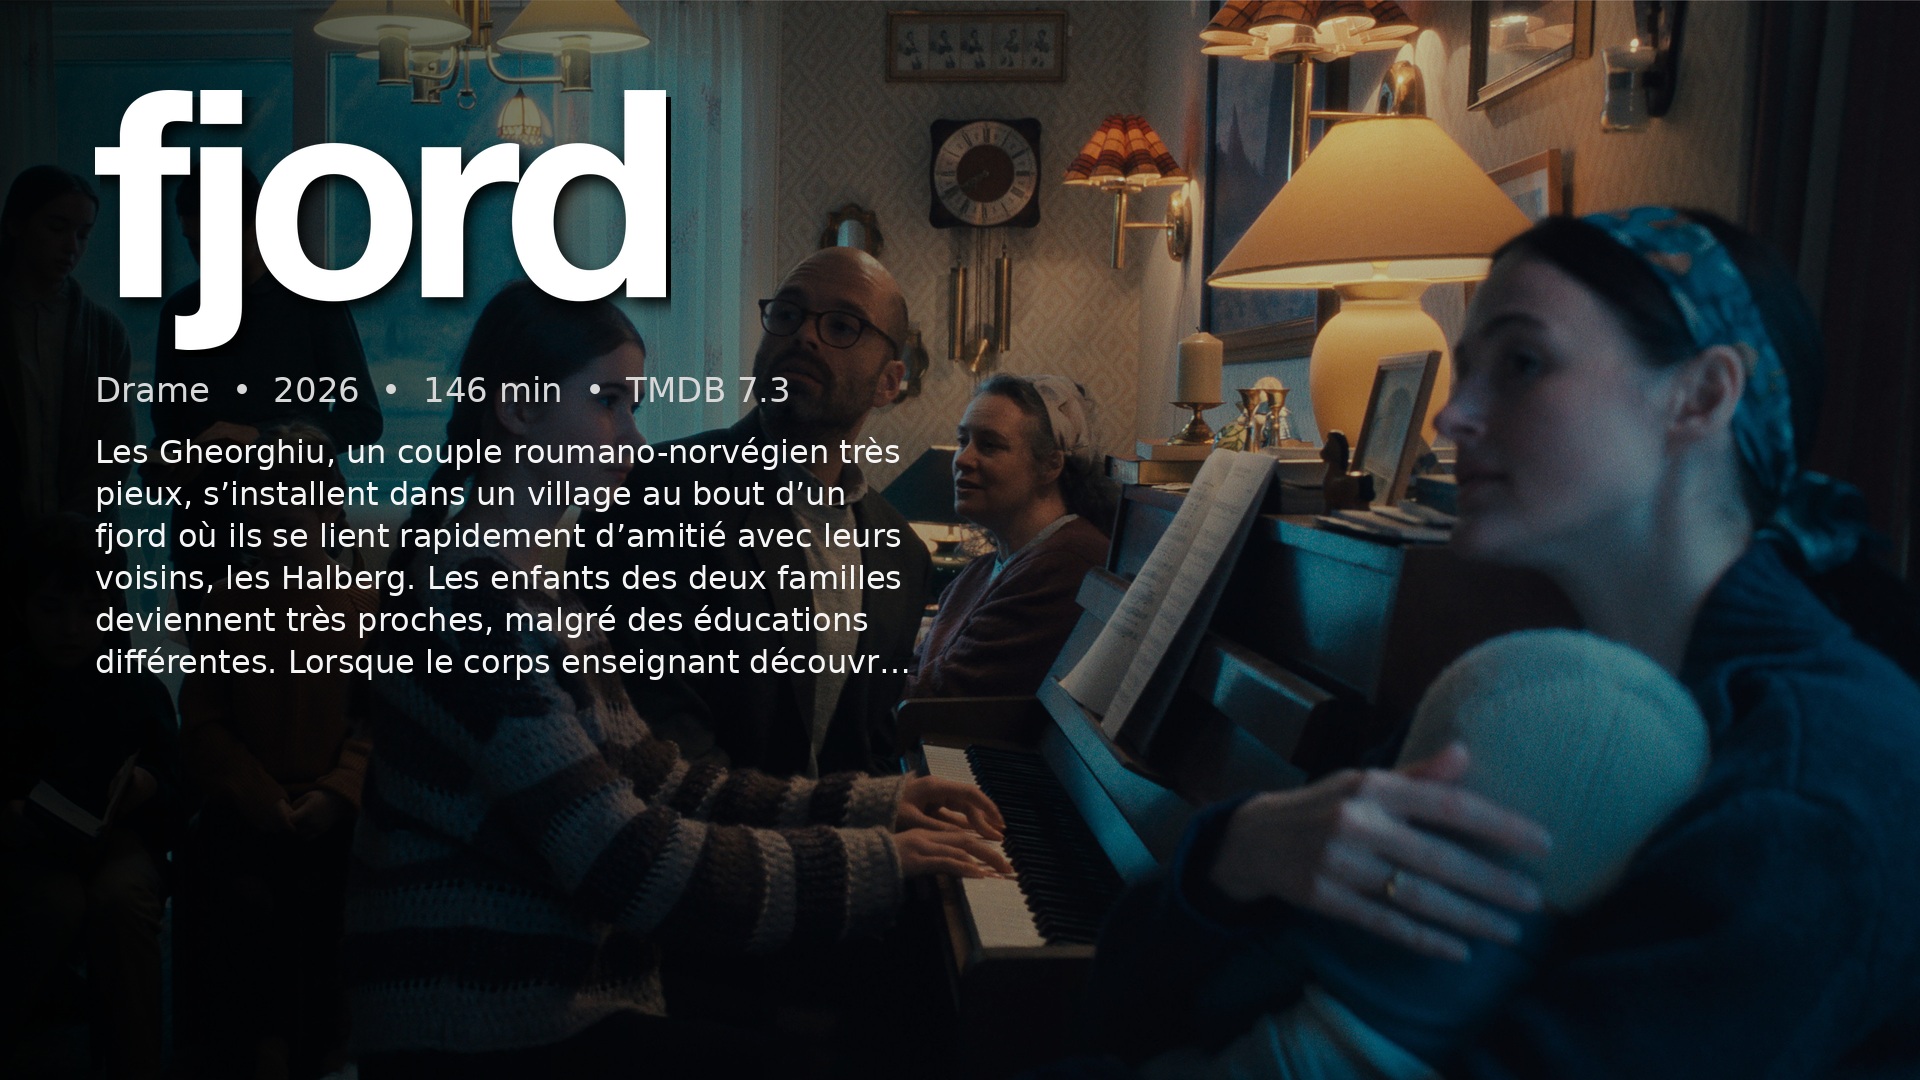 fjord
Drame • 2026 • 146 min • TMDB 7.3
Les Gheorghiu, un couple roumano-norvégien très
pieux, s’installent dans un village au bout d’un
fjord où ils se lient rapidement d’amitié avec leurs
voisins, les Halberg. Les enfants des deux familles
deviennent très proches, malgré des éducations
différentes. Lorsque le corps enseignant découvr…